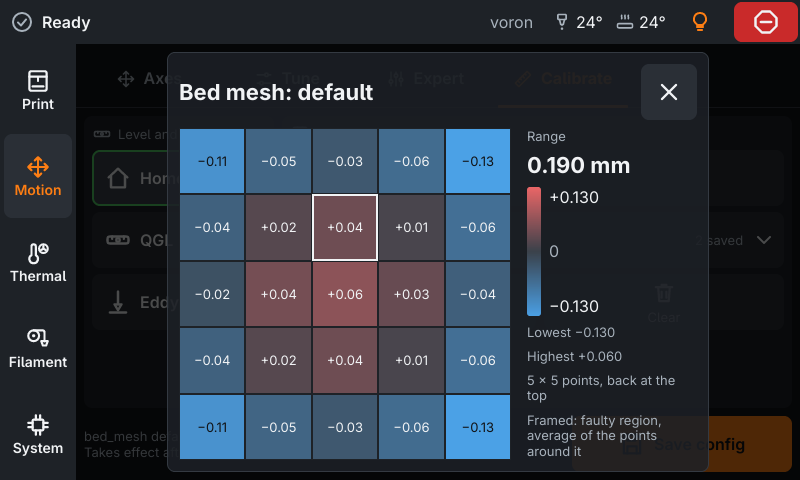 Ready
voron
24°
24°
Print
Motion
Thermal
Filament
System
Axes
Tune
Expert
Calibrate
Level an
Home
QGL
saved
Eddy
Clear
bed_mesh def
Takes effect a
Save config
Bed mesh: default
−0.11 −0.05 −0.03 −0.06 −0.13
−0.04 +0.02 +0.04 +0.01 −0.06
−0.02 +0.04 +0.06 +0.03 −0.04
−0.04 +0.02 +0.04 +0.01 −0.06
−0.11 −0.05 −0.03 −0.06 −0.13
Range
0.190 mm
+0.130
0
−0.130
Lowest −0.130
Highest +0.060
5 × 5 points, back at the
top
Framed: faulty region,
average of the points
around it